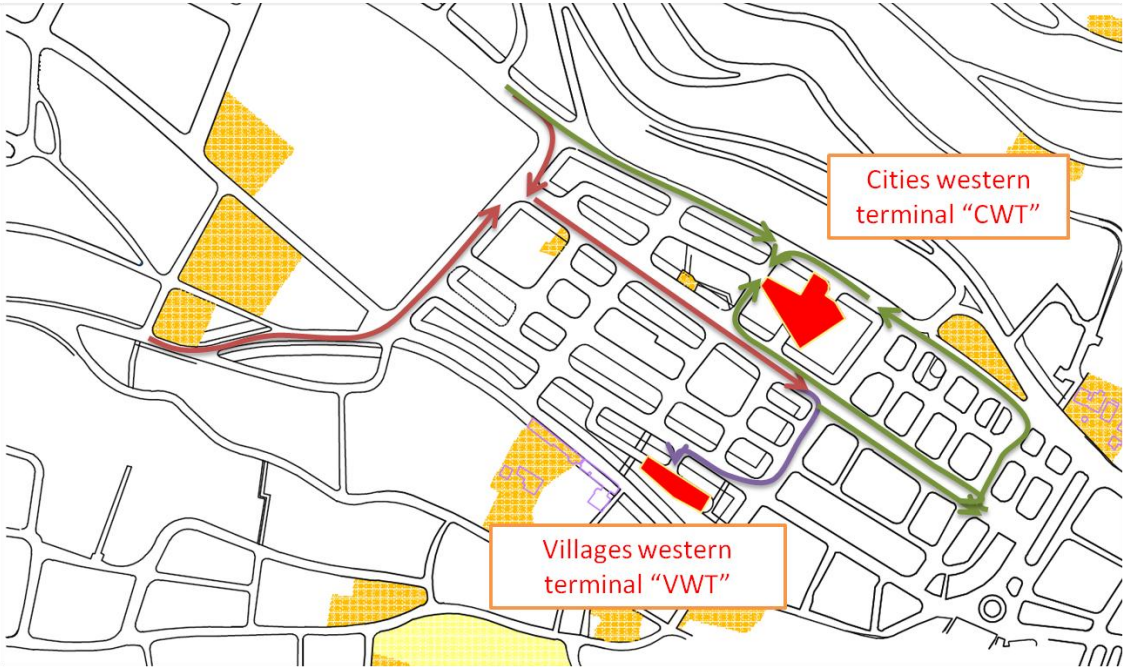 Cities western
terminal “CWT”
Villages western
terminal “VWT”